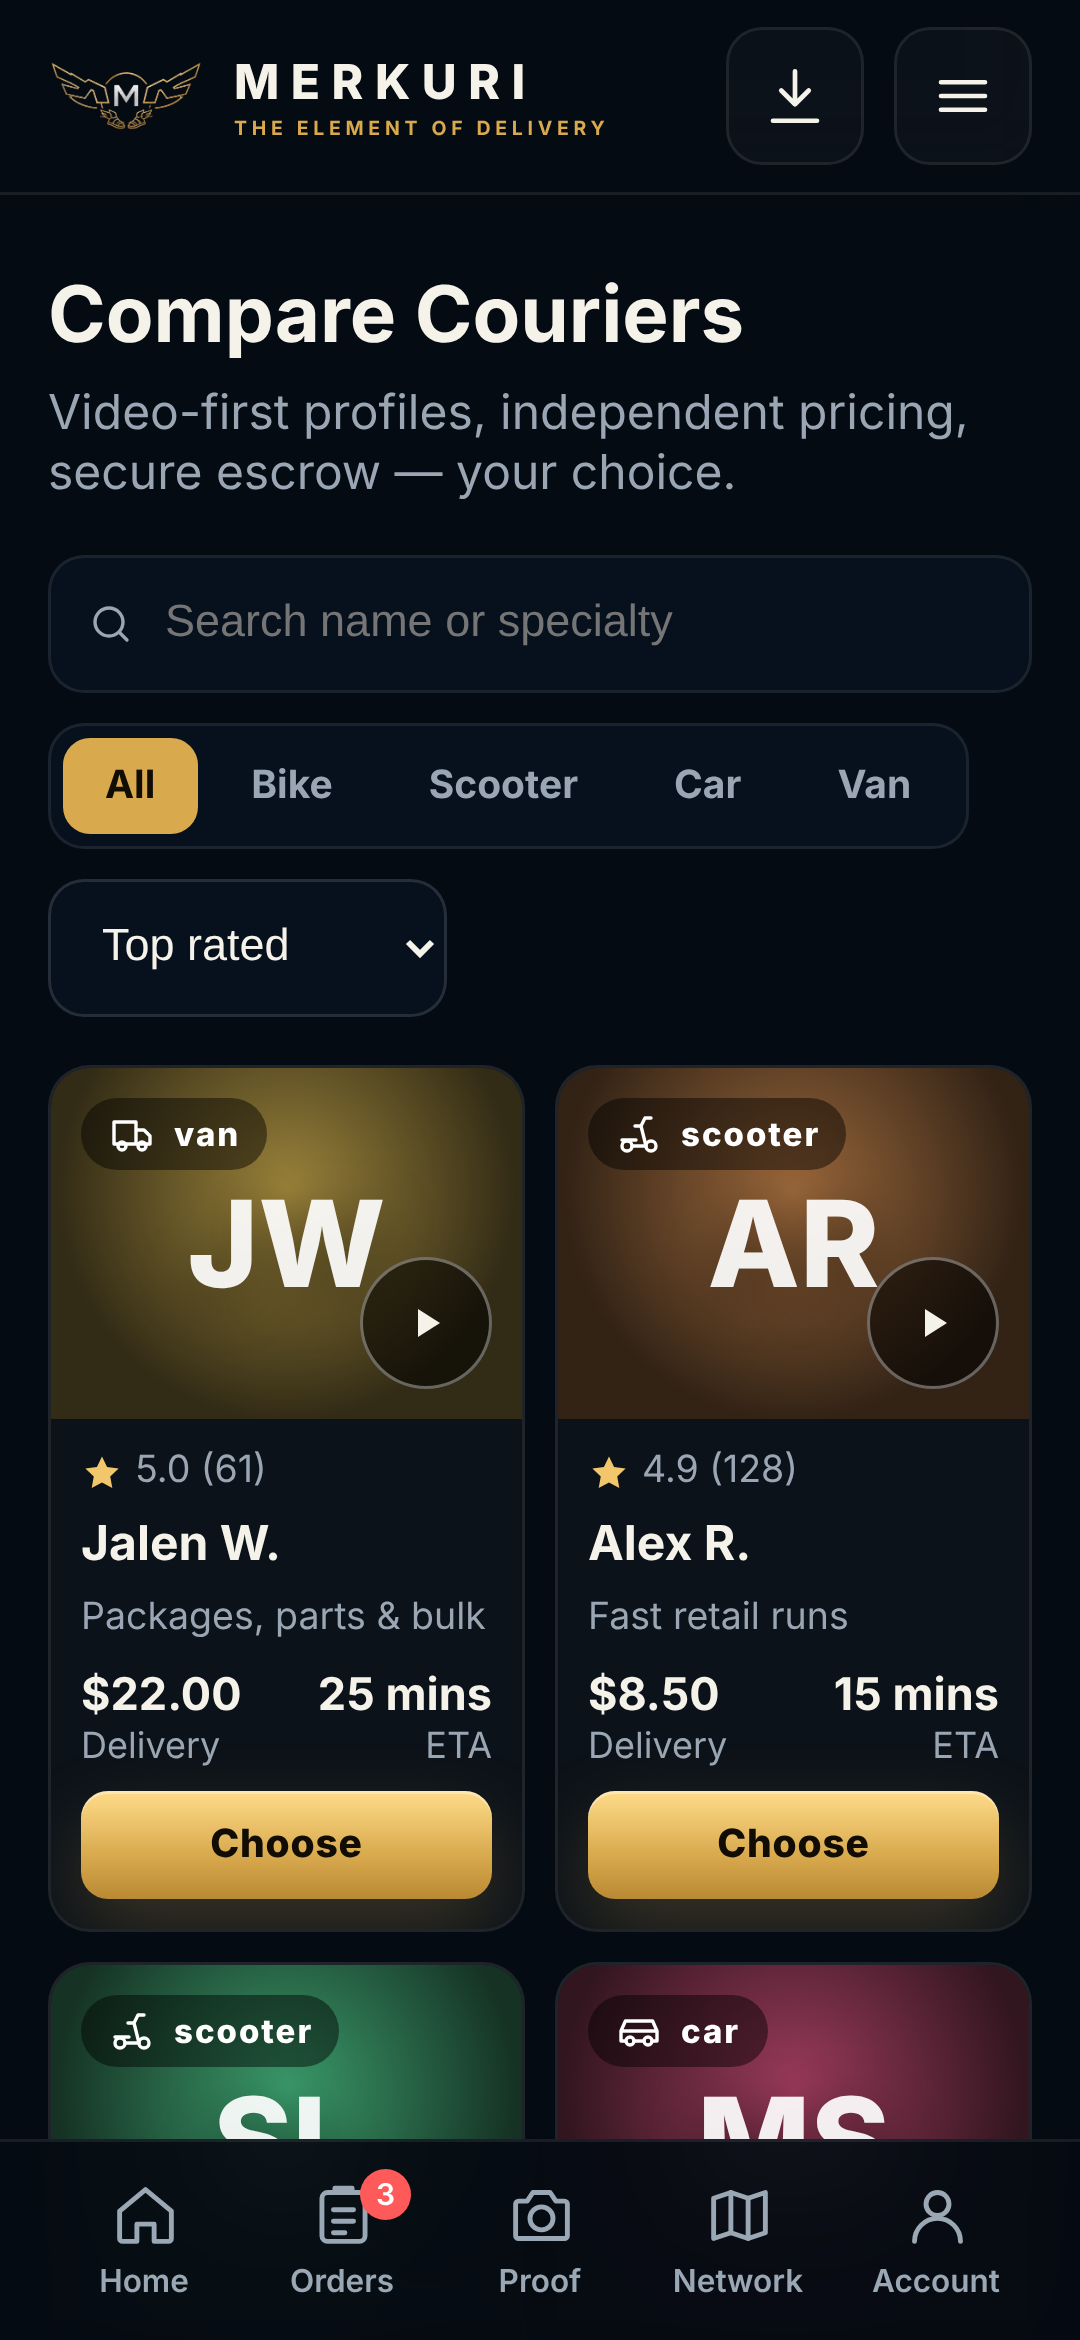 M
MERKURI
THE ELEMENT OF DELIVERY
Compare Couriers
Video-first profiles, independent pricing,
secure escrow — your choice.
Search name or specialty
All Bike Scooter Car Van
Top rated
van
JW
5.0 (61)
Jalen W.
Packages, parts & bulk
$22.00 25 mins
Delivery ETA
Choose
scooter
AR
4.9 (128)
Alex R.
Fast retail runs
$8.50 15 mins
Delivery ETA
Choose
scooter
car
MS
3
Home Orders Proof Network Account